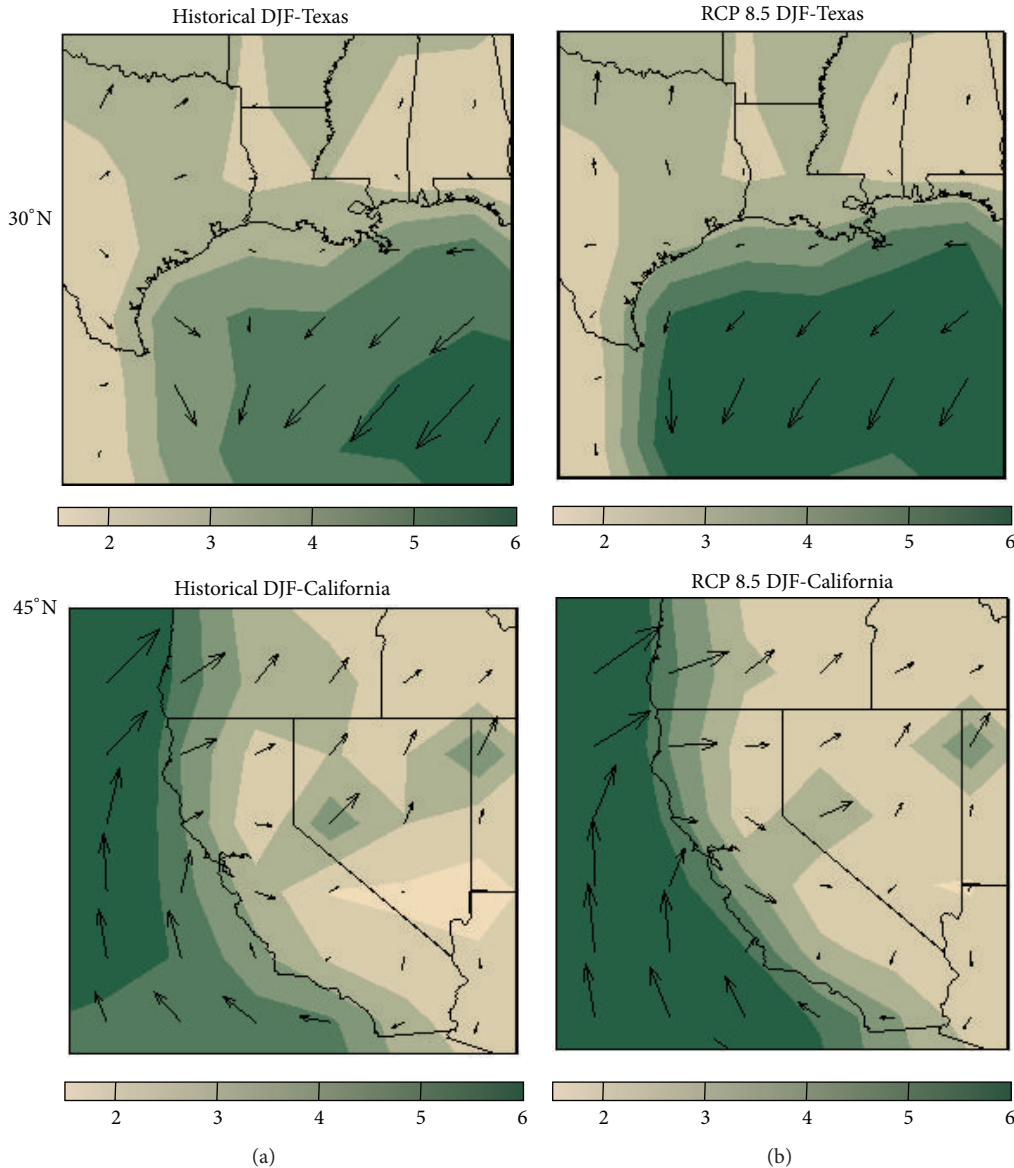 Historical DJF-Texas
RCP 8.5 DJF-Texas
30°N
2 3 4 5 6
2 3 4 5 6
Historical DJF-California
RCP 8.5 DJF-California
45°N
2 3 4 5 6
2 3 4 5 6
(a)
(b)